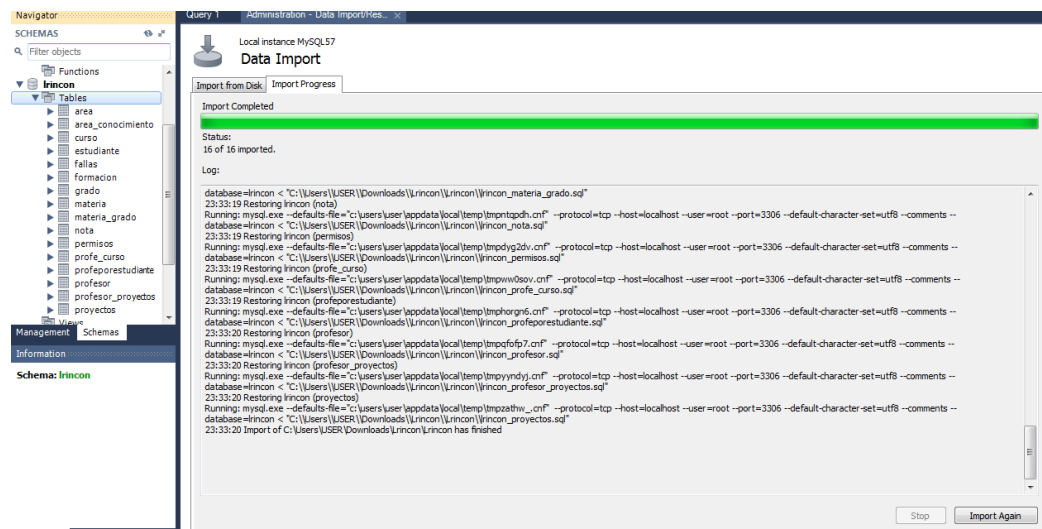 Navigator
SCHEMAS
Filter objects
Functions
lrincon
Tables
area
area_conocimiento
curso
estudiante
fallas
formacion
grado
materia
materia_grado
nota
permisos
profe_curso
profeporestudiante
profesor
profesor_proyectos
proyectos
Views
Management Schemas
Information
Schema: lrincon
Query 1 Administration - Data Import/Res... ×
Local instance MySQL57
Data Import
Import from Disk Import Progress
Import Completed
Status:
16 of 16 imported.
Log:
database=lrincon < "C:\\Users\\USER\\Downloads\\Lrincon\\Lrincon\\lrincon_materia_grado.sql"
23:33:19 Restoring lrincon (nota)
Running: mysql.exe --defaults-file="c:\users\user\appdata\local\temp\tmpntqpdh.cnf" --protocol=tcp --host=localhost --user=root --port=3306 --default-character-set=utf8 --comments --
database=lrincon < "C:\\Users\\USER\\Downloads\\Lrincon\\Lrincon\\lrincon_nota.sql"
23:33:19 Restoring lrincon (permisos)
Running: mysql.exe --defaults-file="c:\users\user\appdata\local\temp\tmpdyg2dv.cnf" --protocol=tcp --host=localhost --user=root --port=3306 --default-character-set=utf8 --comments --
database=lrincon < "C:\\Users\\USER\\Downloads\\Lrincon\\Lrincon\\lrincon_permisos.sql"
23:33:19 Restoring lrincon (profe_curso)
Running: mysql.exe --defaults-file="c:\users\user\appdata\local\temp\tmpww0sov.cnf" --protocol=tcp --host=localhost --user=root --port=3306 --default-character-set=utf8 --comments --
database=lrincon < "C:\\Users\\USER\\Downloads\\Lrincon\\Lrincon\\lrincon_profe_curso.sql"
23:33:19 Restoring lrincon (profeporestudiante)
Running: mysql.exe --defaults-file="c:\users\user\appdata\local\temp\tmphorgn6.cnf" --protocol=tcp --host=localhost --user=root --port=3306 --default-character-set=utf8 --comments --
database=lrincon < "C:\\Users\\USER\\Downloads\\Lrincon\\Lrincon\\lrincon_profeporestudiante.sql"
23:33:20 Restoring lrincon (profesor)
Running: mysql.exe --defaults-file="c:\users\user\appdata\local\temp\tmpqfofp7.cnf" --protocol=tcp --host=localhost --user=root --port=3306 --default-character-set=utf8 --comments --
database=lrincon < "C:\\Users\\USER\\Downloads\\Lrincon\\Lrincon\\lrincon_profesor.sql"
23:33:20 Restoring lrincon (profesor_proyectos)
Running: mysql.exe --defaults-file="c:\users\user\appdata\local\temp\tmpyyndyj.cnf" --protocol=tcp --host=localhost --user=root --port=3306 --default-character-set=utf8 --comments --
database=lrincon < "C:\\Users\\USER\\Downloads\\Lrincon\\Lrincon\\lrincon_profesor_proyectos.sql"
23:33:20 Restoring lrincon (proyectos)
Running: mysql.exe --defaults-file="c:\users\user\appdata\local\temp\tmpzathw_.cnf" --protocol=tcp --host=localhost --user=root --port=3306 --default-character-set=utf8 --comments --
database=lrincon < "C:\\Users\\USER\\Downloads\\Lrincon\\Lrincon\\lrincon_proyectos.sql"
23:33:20 Import of C:\Users\USER\Downloads\Lrincon\Lrincon has finished
Stop Import Again